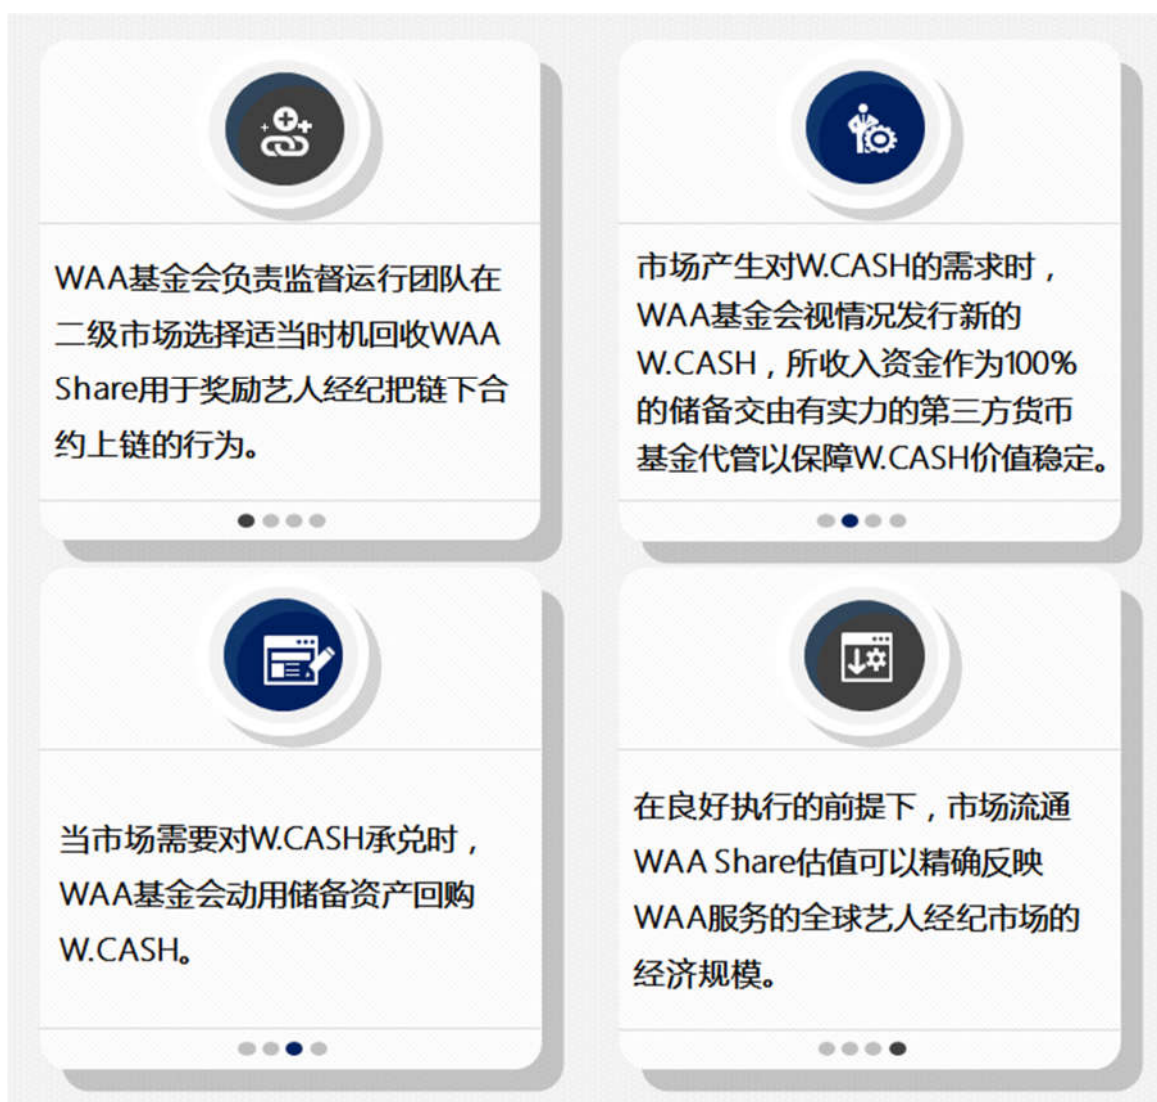 WAA基金会负责监督运行团队在
二级市场选择适当时机回收WAA
Share用于奖励艺人经纪把链下合
约上链的行为。
市场产生对W.CASH的需求时，
WAA基金会视情况发行新的
W.CASH，所收入资金作为100%
的储备交由有实力的第三方货币
基金代管以保障W.CASH价值稳定。
当市场需要对W.CASH承兑时，
WAA基金会动用储备资产回购
W.CASH。
在良好执行的前提下，市场流通
WAA Share估值可以精确反映
WAA服务的全球艺人经纪市场的
经济规模。